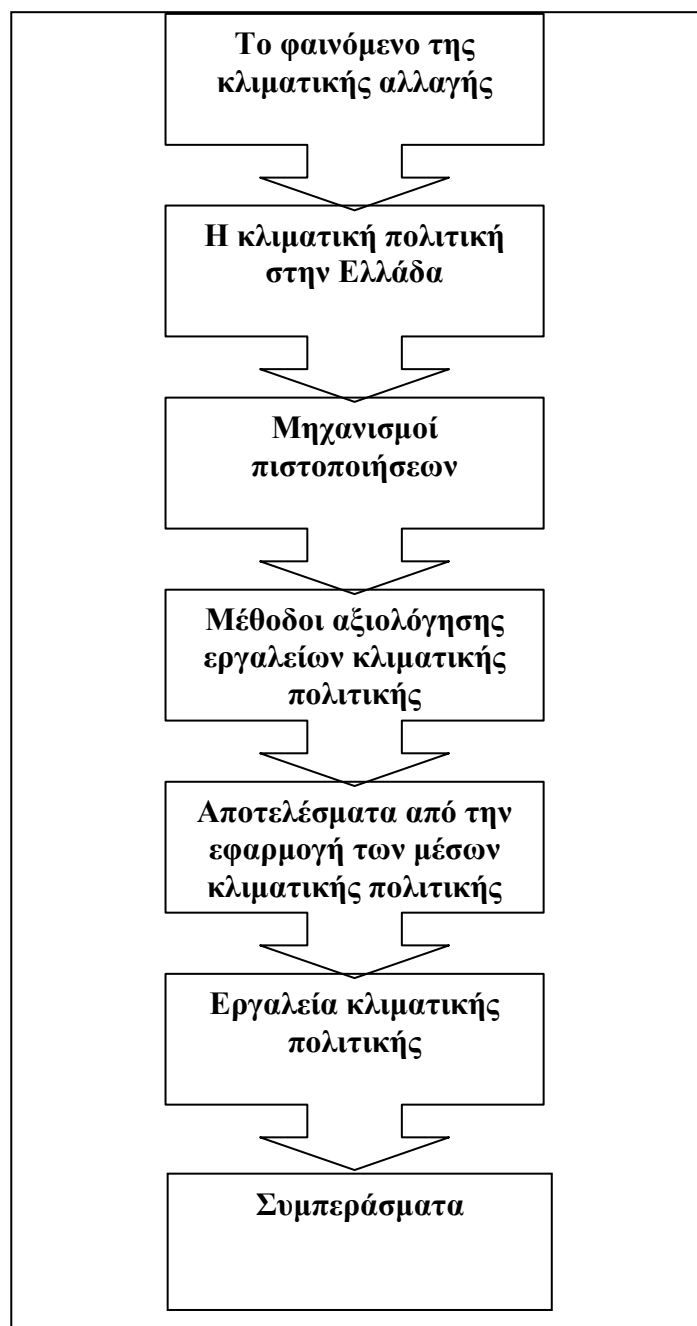 Το φαινόμενο της
κλιματικής αλλαγής
Η κλιματική πολιτική
στην Ελλάδα
Μηχανισμοί
πιστοποιήσεων
Μέθοδοι αξιολόγησης
εργαλείων κλιματικής
πολιτικής
Αποτελέσματα από την
εφαρμογή των μέσων
κλιματικής πολιτικής
Εργαλεία κλιματικής
πολιτικής
Συμπεράσματα